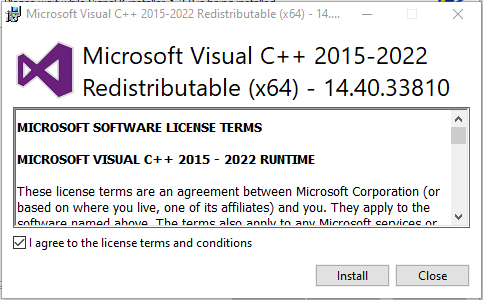 Microsoft Visual C++ 2015-2022 Redistributable (x64) - 14....
Microsoft Visual C++ 2015-2022
Redistributable (x64) - 14.40.33810
MICROSOFT SOFTWARE LICENSE TERMS
MICROSOFT VISUAL C++ 2015 - 2022 RUNTIME
These license terms are an agreement between Microsoft Corporation (or
based on where you live, one of its affiliates) and you. They apply to the
software named above. The terms also apply to any Microsoft services or
I agree to the license terms and conditions
Install
Close